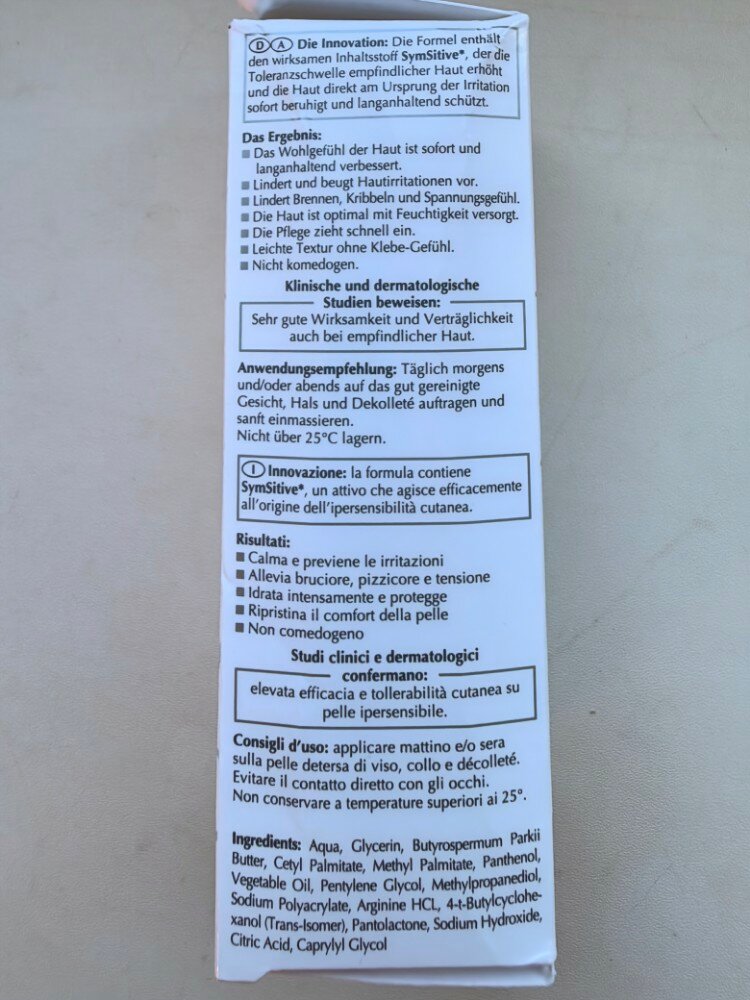 D A Die Innovation: Die Formel enthält
den wirksamen Inhaltsstoff SymSitive*, der die
Toleranzschwelle empfindlicher Haut erhöht
und die Haut direkt am Ursprung der Irritation
sofort beruhigt und langanhaltend schützt.
Das Ergebnis:
■ Das Wohlgefühl der Haut ist sofort und
langanhaltend verbessert.
■ Lindert und beugt Hautirritationen vor.
■ Lindert Brennen, Kribbeln und Spannungsgefühl.
■ Die Haut ist optimal mit Feuchtigkeit versorgt.
■ Die Pflege zieht schnell ein.
■ Leichte Textur ohne Klebe-Gefühl.
■ Nicht komedogen.
Klinische und dermatologische
Studien beweisen:
Sehr gute Wirksamkeit und Verträglichkeit
auch bei empfindlicher Haut.
Anwendungsempfehlung: Täglich morgens
und/oder abends auf das gut gereinigte
Gesicht, Hals und Dekolleté auftragen und
sanft einmassieren.
Nicht über 25°C lagern.
I Innovazione: la formula contiene
SymSitive*, un attivo che agisce efficacemente
all'origine dell'ipersensibilità cutanea.
Risultati:
■ Calma e previene le irritazioni
■ Allevia bruciore, pizzicore e tensione
■ Idrata intensamente e protegge
■ Ripristina il comfort della pelle
■ Non comedogeno
Studi clinici e dermatologici
confermano:
elevata efficacia e tollerabilità cutanea su
pelle ipersensibile.
Consigli d'uso: applicare mattino e/o sera
sulla pelle detersa di viso, collo e décolleté.
Evitare il contatto diretto con gli occhi.
Non conservare a temperature superiori ai 25°.
Ingredients: Aqua, Glycerin, Butyrospermum Parkii
Butter, Cetyl Palmitate, Methyl Palmitate, Panthenol,
Vegetable Oil, Pentylene Glycol, Methylpropanediol,
Sodium Polyacrylate, Arginine HCL, 4-t-Butylcyclohe-
xanol (Trans-Isomer), Pantolactone, Sodium Hydroxide,
Citric Acid, Caprylyl Glycol